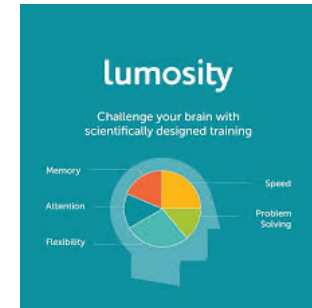 lumosity
Challenge your brain with
scientifically designed training
Memory
Speed
Attention
Problem
Solving
Flexibility